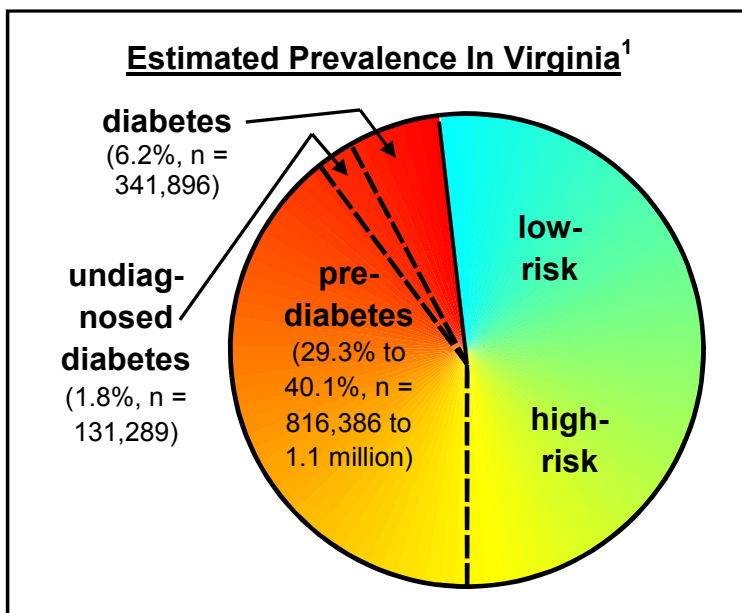 Estimated Prevalence In Virginia1
diabetes
(6.2%, n =
341,896)
undiag-
nosed
diabetes
(1.8%, n =
131,289)
pre-
diabetes
(29.3% to
40.1%, n =
816,386 to
1.1 million)
low-
risk
high-
risk